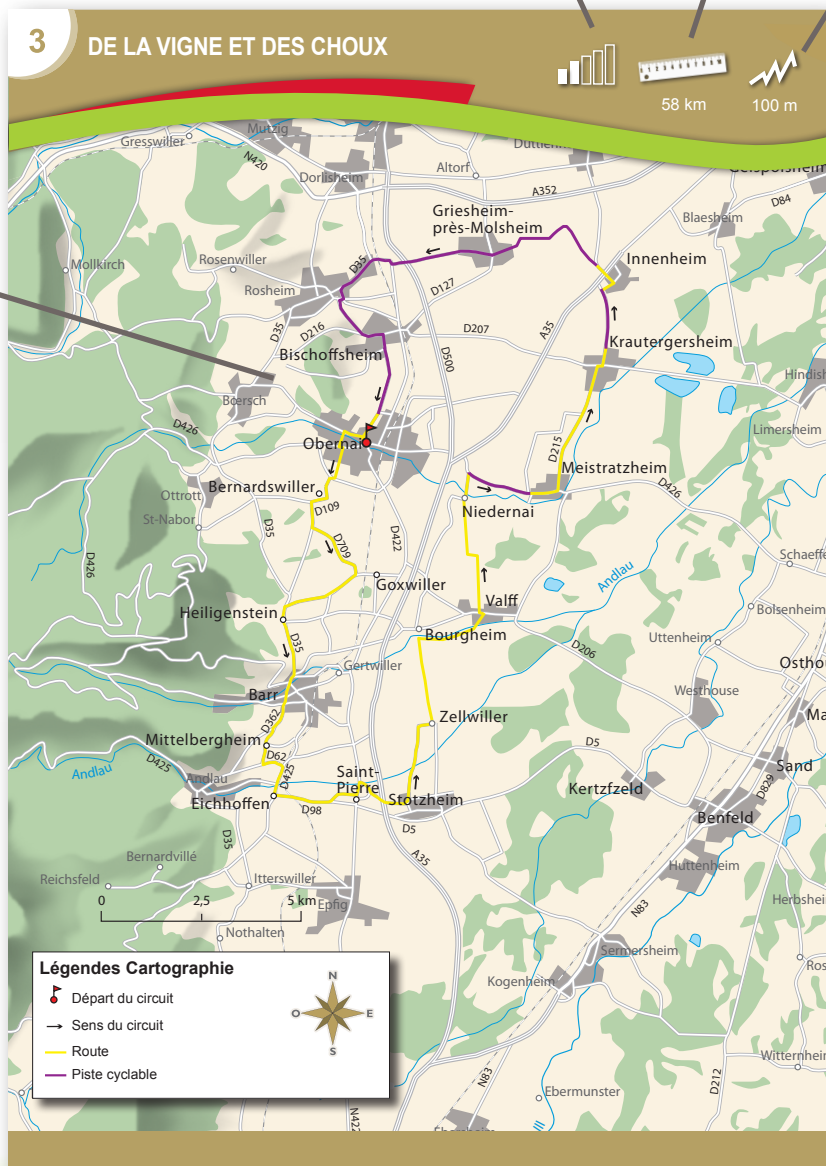 3
DE LA VIGNE ET DES CHOUX
58 km
100 m
Gresswiller
Mutzig
N420
Dorlisheim
Altorf
A352
D84
Blaesheim
Griesheim-
près-Molsheim
Mollkirch
Rosenwiller
D35
Innenheim
Rosheim
D127
D35
D216
D207
A35
Bischoffsheim
D500
Krautergersheim
Boersch
D426
Limersheim
Obernai
D215
Meistratzheim
Bernardswiller
Ottrott
D109
D426
St-Nabor
D35
Niedernai
D709
D422
D426
Goxwiller
Andlau
Valff
Bolsenheim
Heiligenstein
D35
Bourgheim
Uttenheim
D206
Gertwiller
Westhouse
Barr
D362
Zellwiller
Mittelbergheim
D62
D5
Andlau
D425
Andlau
D425
Saint-
Pierre
Sand
Kertzfzeld
D829
Eichhoffen
Stotzheim
D98
D5
Benfeld
D35
A35
Bernardvillé
Huttenheim
Reichsfeld
Itterswiller
0
2,5
5 km
Epfig
N83
Nothalten
Sermersheim
Kogenheim
Légendes Cartographie
Départ du circuit
Sens du circuit
Route
Piste cyclable
N
O
E
S
N83
D212
Ebermunster
Ill